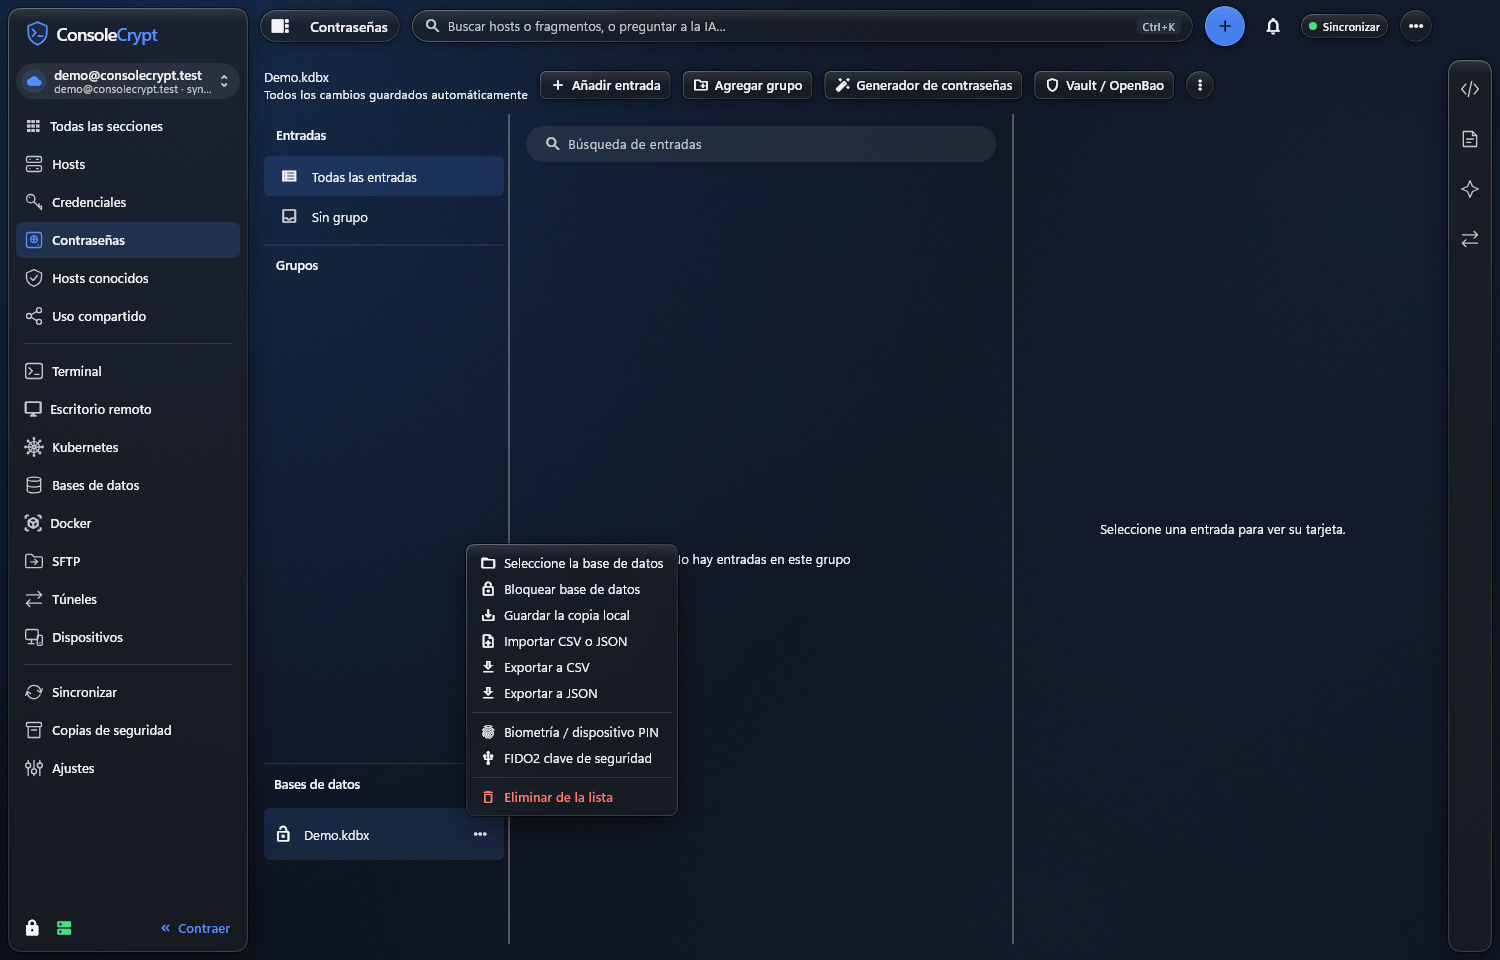 ConsoleCrypt
demo@consolecrypt.test
demo@consolecrypt.test · syn...
Todas las secciones
Hosts
Credenciales
Contraseñas
Hosts conocidos
Uso compartido
Terminal
Escritorio remoto
Kubernetes
Bases de datos
Docker
SFTP
Túneles
Dispositivos
Sincronizar
Copias de seguridad
Ajustes
Contraer
Contraseñas
Buscar hosts o fragmentos, o preguntar a la IA...
Ctrl+K
Sincronizar
Demo.kdbx
Todos los cambios guardados automáticamente
Añadir entrada
Agregar grupo
Generador de contraseñas
Vault / OpenBao
Entradas
Todas las entradas
Sin grupo
Grupos
Bases de datos
Demo.kdbx
Búsqueda de entradas
hay entradas en este grupo
Seleccione la base de datos
Bloquear base de datos
Guardar la copia local
Importar CSV o JSON
Exportar a CSV
Exportar a JSON
Biometría / dispositivo PIN
FIDO2 clave de seguridad
Eliminar de la lista
Seleccione una entrada para ver su tarjeta.